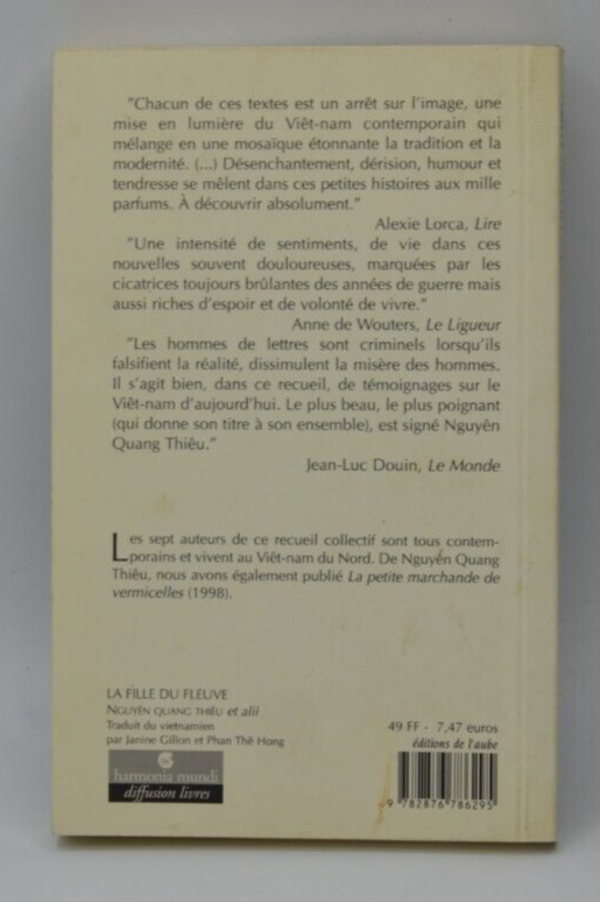 "Chacun de ces textes est un arrêt sur l'image, une
mise en lumière du Viêt-nam contemporain qui
mélange en une mosaïque étonnante la tradition et la
modernité. (...) Désenchantement, dérision, humour et
tendresse se mêlent dans ces petites histoires aux mille
parfums. À découvrir absolument."
Alexie Lorca, Lire
"Une intensité de sentiments, de vie dans ces
nouvelles souvent douloureuses, marquées par les
cicatrices toujours brûlantes des années de guerre mais
aussi riches d'espoir et de volonté de vivre."
Anne de Wouters, Le Ligueur
"Les hommes de lettres sont criminels lorsqu'ils
falsifient la réalité, dissimulent la misère des hommes.
Il s'agit bien, dans ce recueil, de témoignages sur le
Viêt-nam d'aujourd'hui. Le plus beau, le plus poignant
(qui donne son titre à son ensemble), est signé Nguyên
Quang Thiêu."
Jean-Luc Douin, Le Monde
Les sept auteurs de ce recueil collectif sont tous contem-
porains et vivent au Viêt-nam du Nord. De Nguyễn Quang
Thiêu, nous avons également publié La petite marchande de
vermicelles (1998).
LA FILLE DU FLEUVE
NGUYÊN QUANG THIÊU et alii
Traduit du vietnamien
par Janine Gillon et Phan Thê Hong
harmonia mundi
diffusion livres
49 FF - 7,47 euros
éditions de l'aube
9 782876 786295